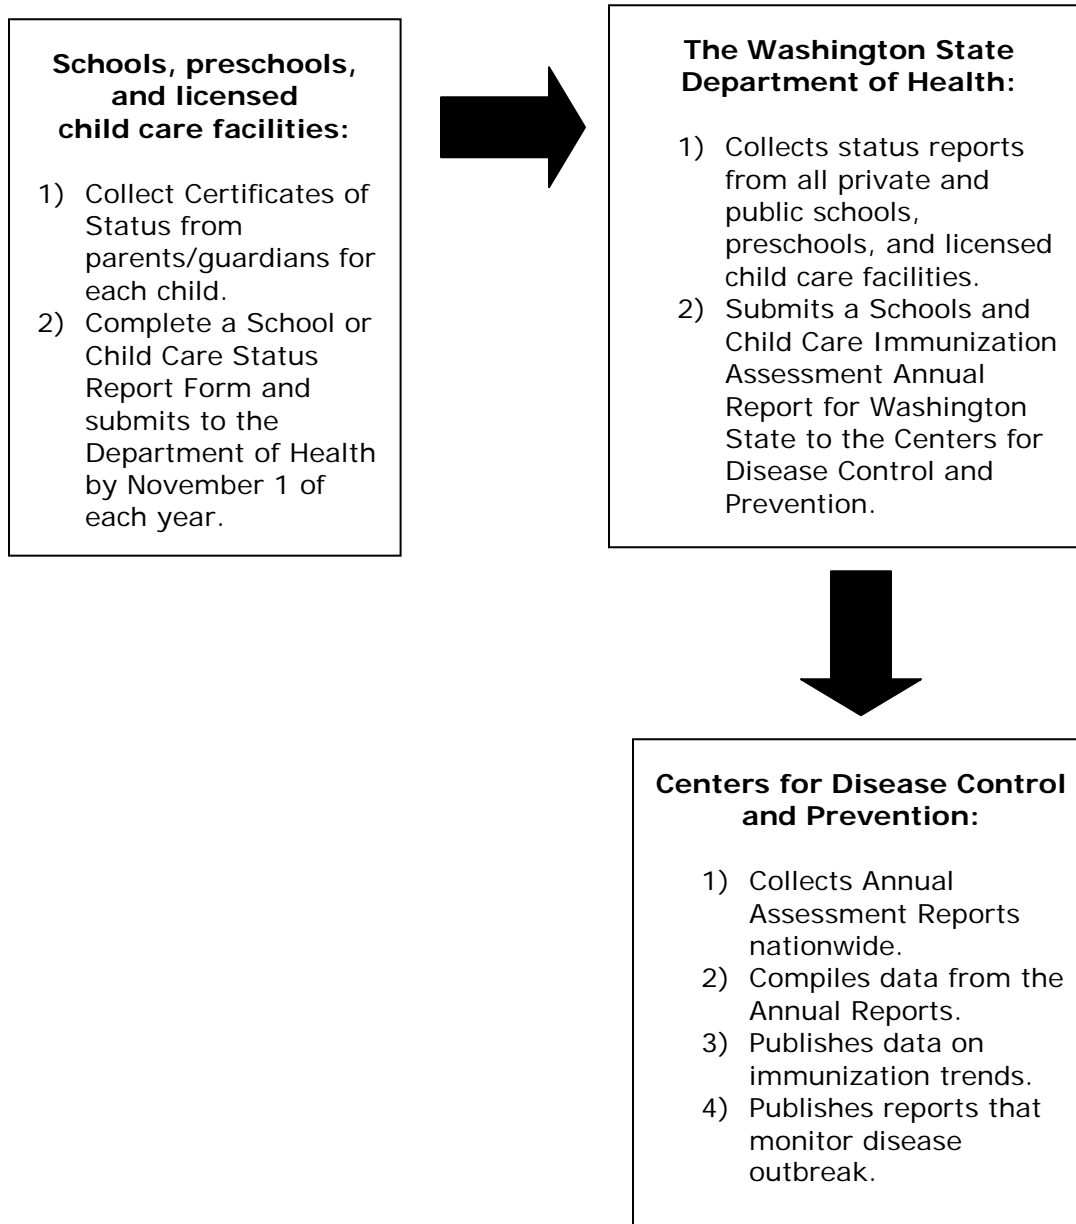 Schools, preschools,
and licensed
child care facilities:
1) Collect Certificates of
Status from
parents/guardians for
each child.
2) Complete a School or
Child Care Status
Report Form and
submits to the
Department of Health
by November 1 of
each year.
The Washington State
Department of Health:
1) Collects status reports
from all private and
public schools,
preschools, and licensed
child care facilities.
2) Submits a Schools and
Child Care Immunization
Assessment Annual
Report for Washington
State to the Centers for
Disease Control and
Prevention.
Centers for Disease Control
and Prevention:
1) Collects Annual
Assessment Reports
nationwide.
2) Compiles data from the
Annual Reports.
3) Publishes data on
immunization trends.
4) Publishes reports that
monitor disease
outbreak.